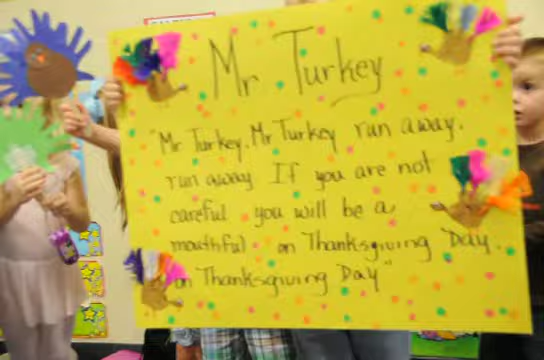 Mr Turkey
"Mr Turkey, Mr Turkey run away,
run away If you are not
careful you will be a
mouthful on Thanksgiving Day.
on Thanksgiving Day"